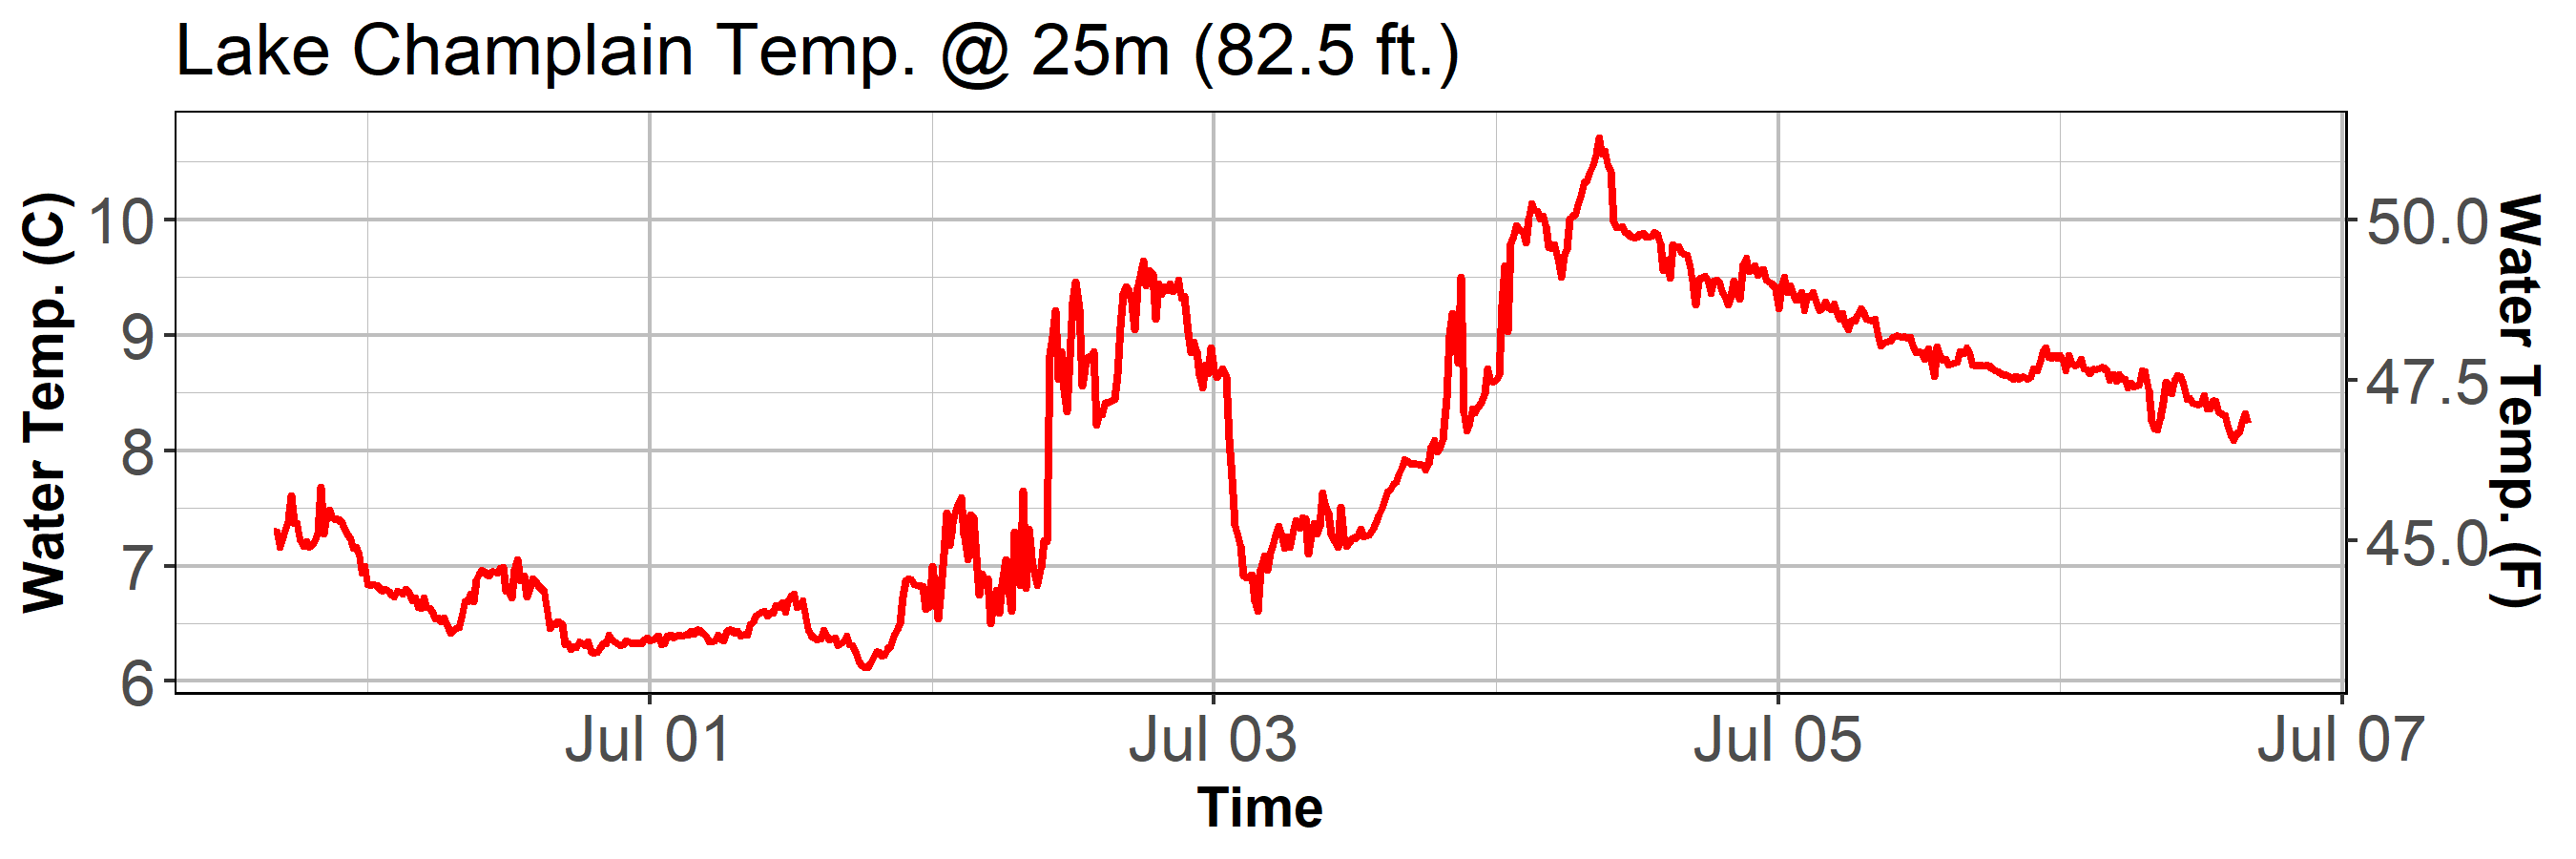 Lake Champlain Temp. @ 25m (82.5 ft.)
Water Temp. (C)
10
9
8
7
6
50.0
47.5
45.0
Water Temp. (F)
Jul 01
Jul 03
Jul 05
Jul 07
Time